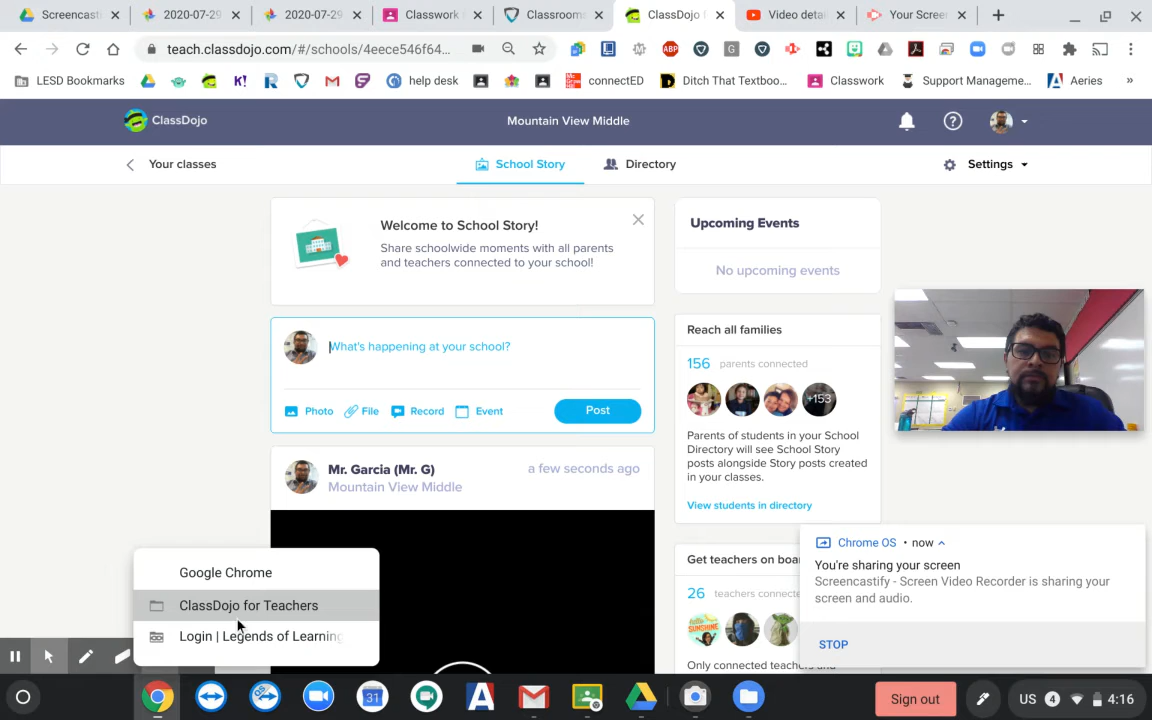 Screencasti
2020-07-29
2020-07-29
Classwork
Classroom
ClassDojo f
Video detai
Your Scree
teach.classdojo.com/#/schools/4eece546f64...
LESD Bookmarks
help desk
connectED
Ditch That Textboo...
Classwork
Support Manageme...
Aeries
»
ClassDojo
Mountain View Middle
Your classes
School Story
Directory
Settings
Welcome to School Story!
Share schoolwide moments with all parents
and teachers connected to your school!
What's happening at your school?
Photo
File
Record
Event
Post
Mr. Garcia (Mr. G)
a few seconds ago
Mountain View Middle
Upcoming Events
No upcoming events
Reach all families
156 parents connected
+153
Parents of students in your School
Directory will see School Story
posts alongside Story posts created
in your classes.
View students in directory
Get teachers on boa
26 teachers connecte
Only connected teachers and
Chrome OS • now
You're sharing your screen
Screencastify - Screen Video Recorder is sharing your
screen and audio.
STOP
Google Chrome
ClassDojo for Teachers
Login | Legends of Learning
Sign out
US
4
4:16